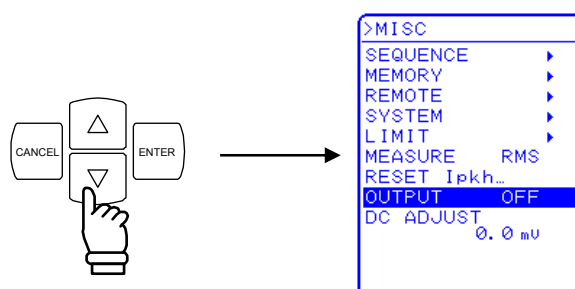 CANCEL
ENTER
>MISC
SEQUENCE
MEMORY
REMOTE
SYSTEM
LIMIT
MEASURE RMS
RESET Ipkh…
OUTPUT OFF
DC ADJUST
0.0 mV